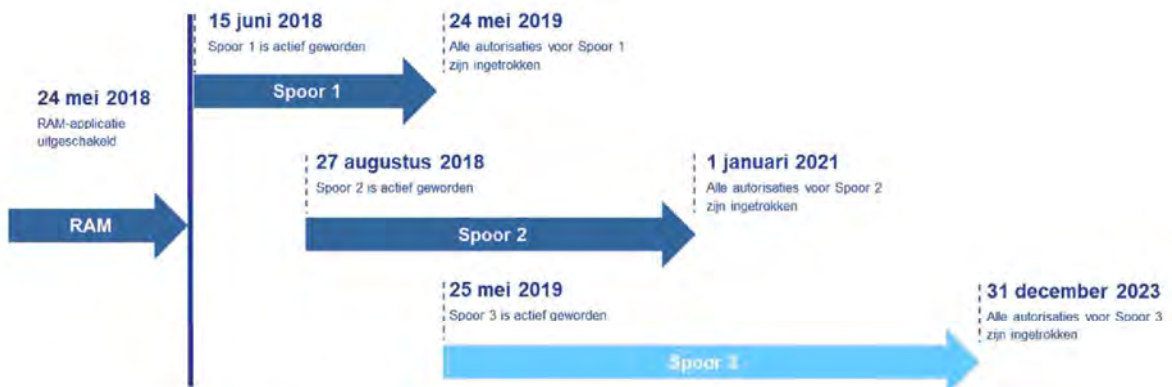 15 juni 2018
Spoor 1 is actief geworden
24 mei 2019
Alle autorisaties voor Spoor 1
zijn ingetrokken
Spoor 1
24 mei 2018
RAM-applicatie
uitgeschakeld
27 augustus 2018
Spoor 2 is actief geworden
1 januari 2021
Alle autorisaties voor Spoor 2
zijn ingetrokken
RAM
Spoor 2
25 mei 2019
Spoor 3 is actief geworden
31 december 2023
Alle autorisaties voor Spoor 3
zijn ingetrokken
Spoor 3